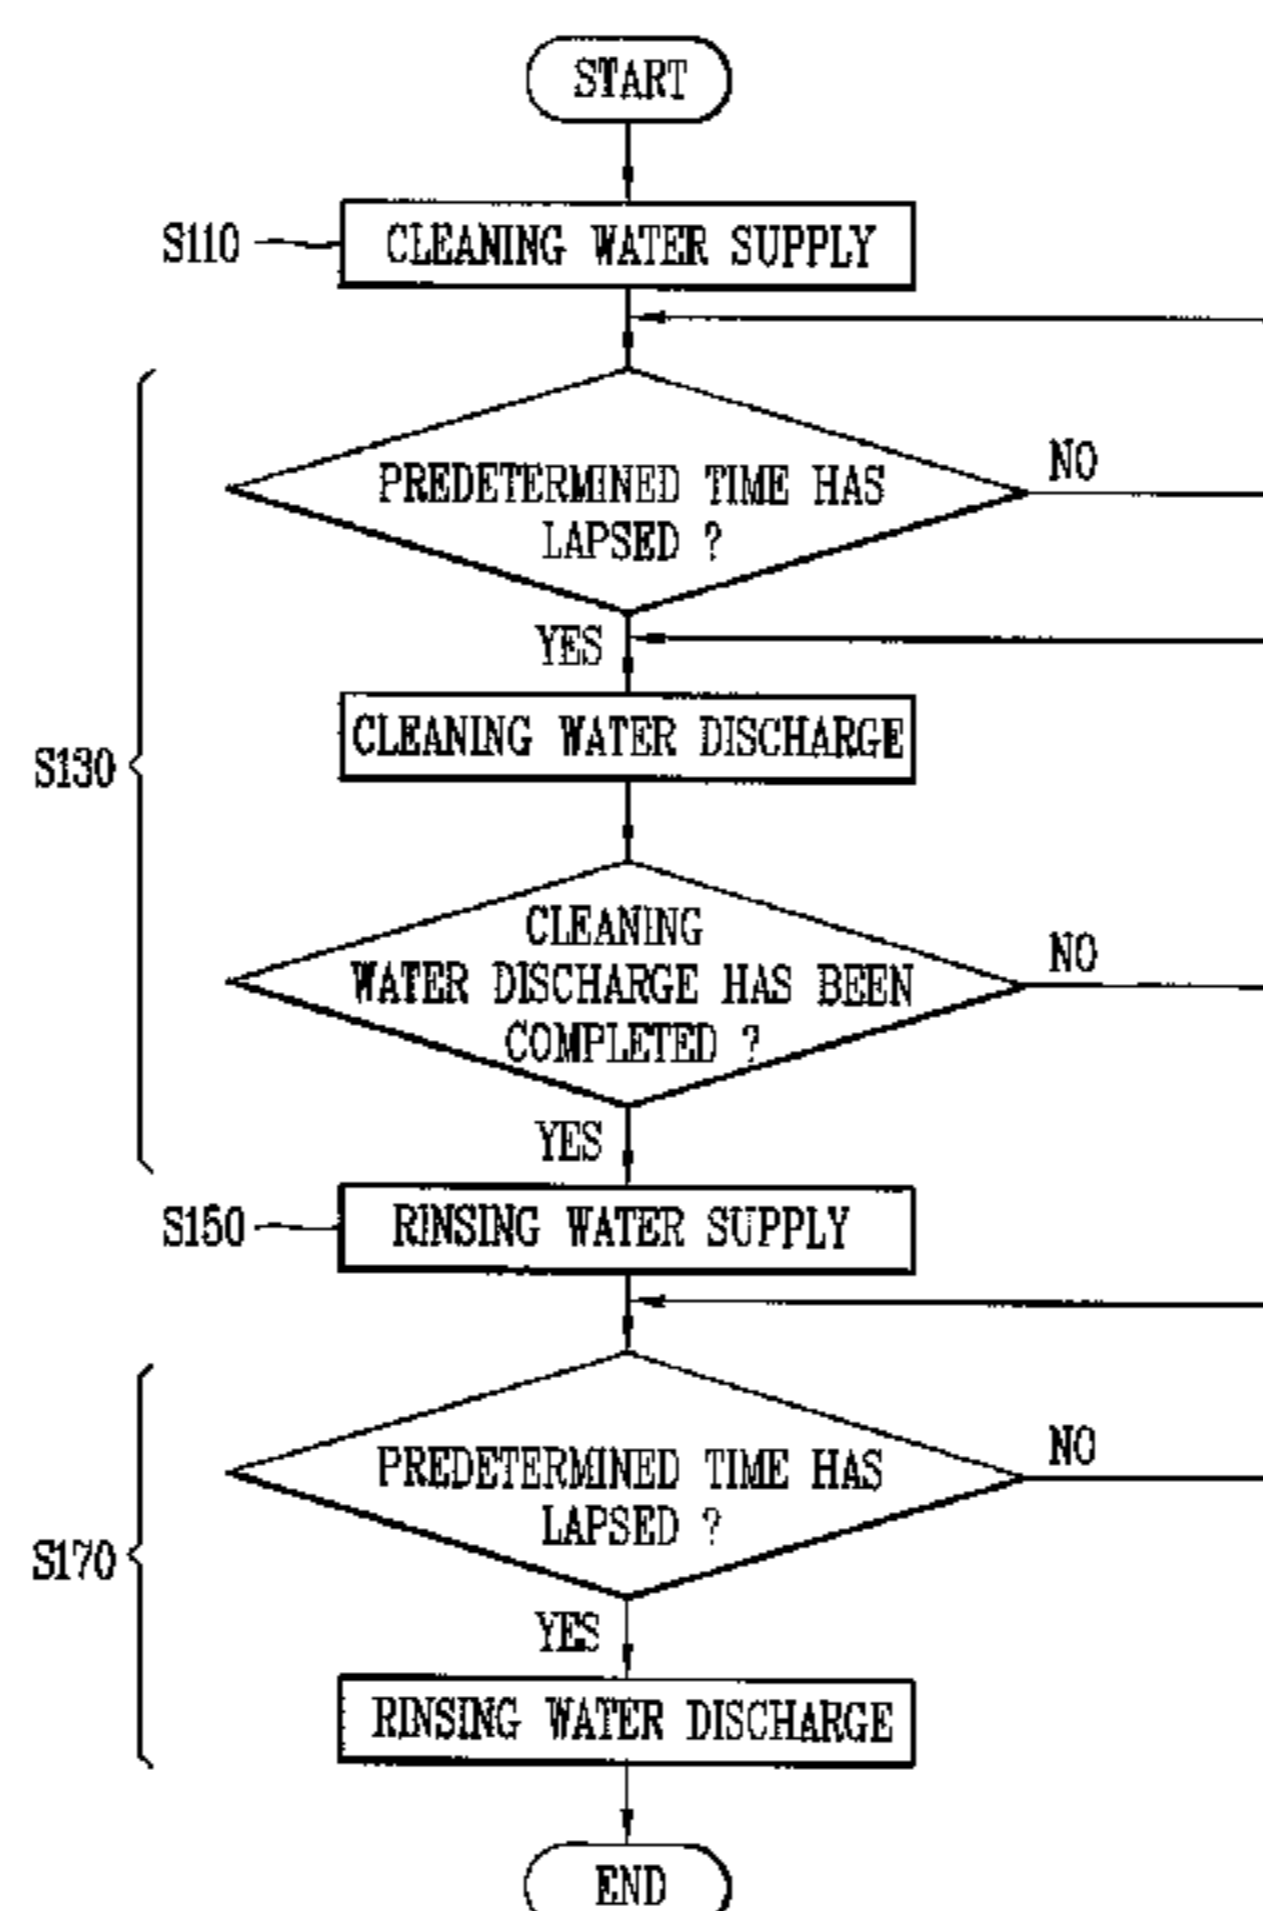 START
S110
CLEANING WATER SUPPLY
PREDETERMINED TIME HAS
LAPSED ?
NO
YES
CLEANING WATER DISCHARGE
S130
CLEANING
WATER DISCHARGE HAS BEEN
COMPLETED ?
NO
YES
S150
RINSING WATER SUPPLY
PREDETERMINED TIME HAS
LAPSED ?
NO
S170
YES
RINSING WATER DISCHARGE
END